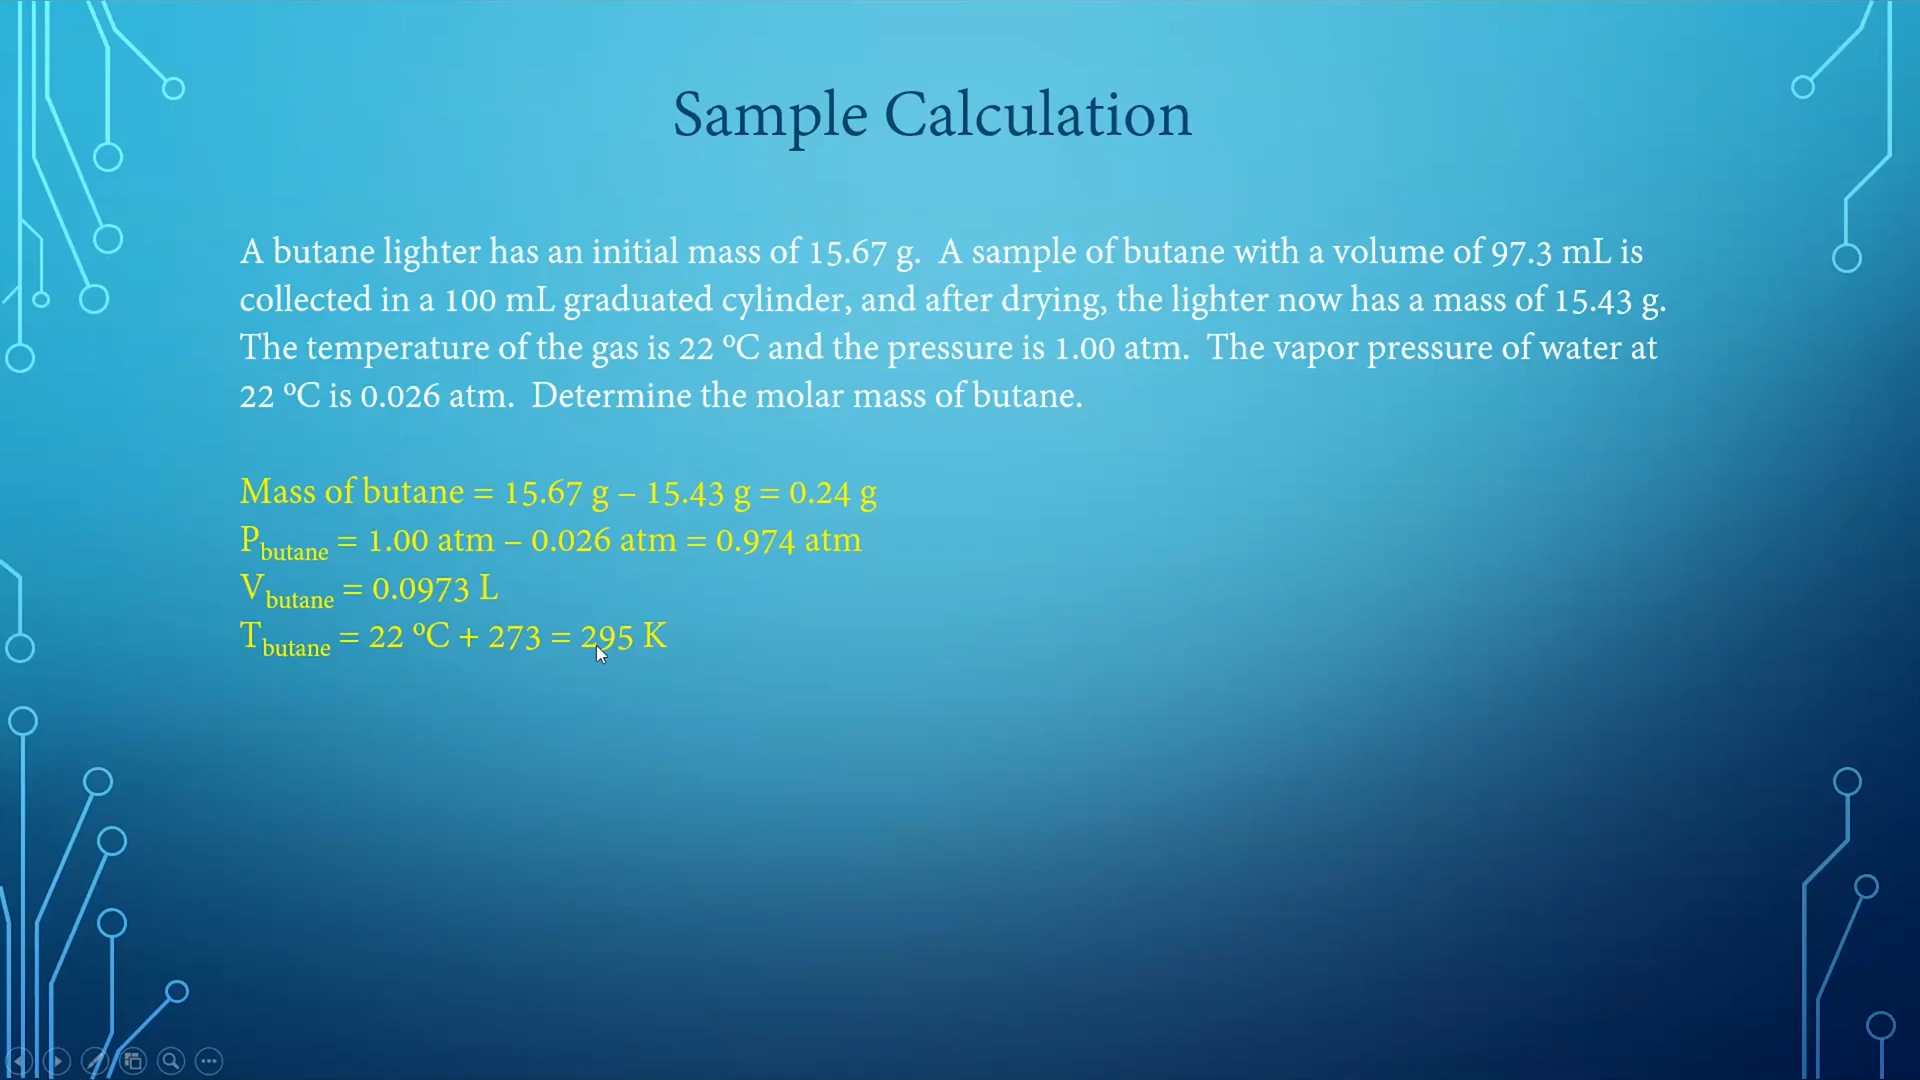 Sample Calculation
A butane lighter has an initial mass of 15.67 g.  A sample of butane with a volume of 97.3 mL is
collected in a 100 mL graduated cylinder, and after drying, the lighter now has a mass of 15.43 g.
The temperature of the gas is 22 ºC and the pressure is 1.00 atm.  The vapor pressure of water at
22 ºC is 0.026 atm.  Determine the molar mass of butane.
Mass of butane = 15.67 g – 15.43 g = 0.24 g
P_butane = 1.00 atm – 0.026 atm = 0.974 atm
V_butane = 0.0973 L
T_butane = 22 ºC + 273 = 295 K